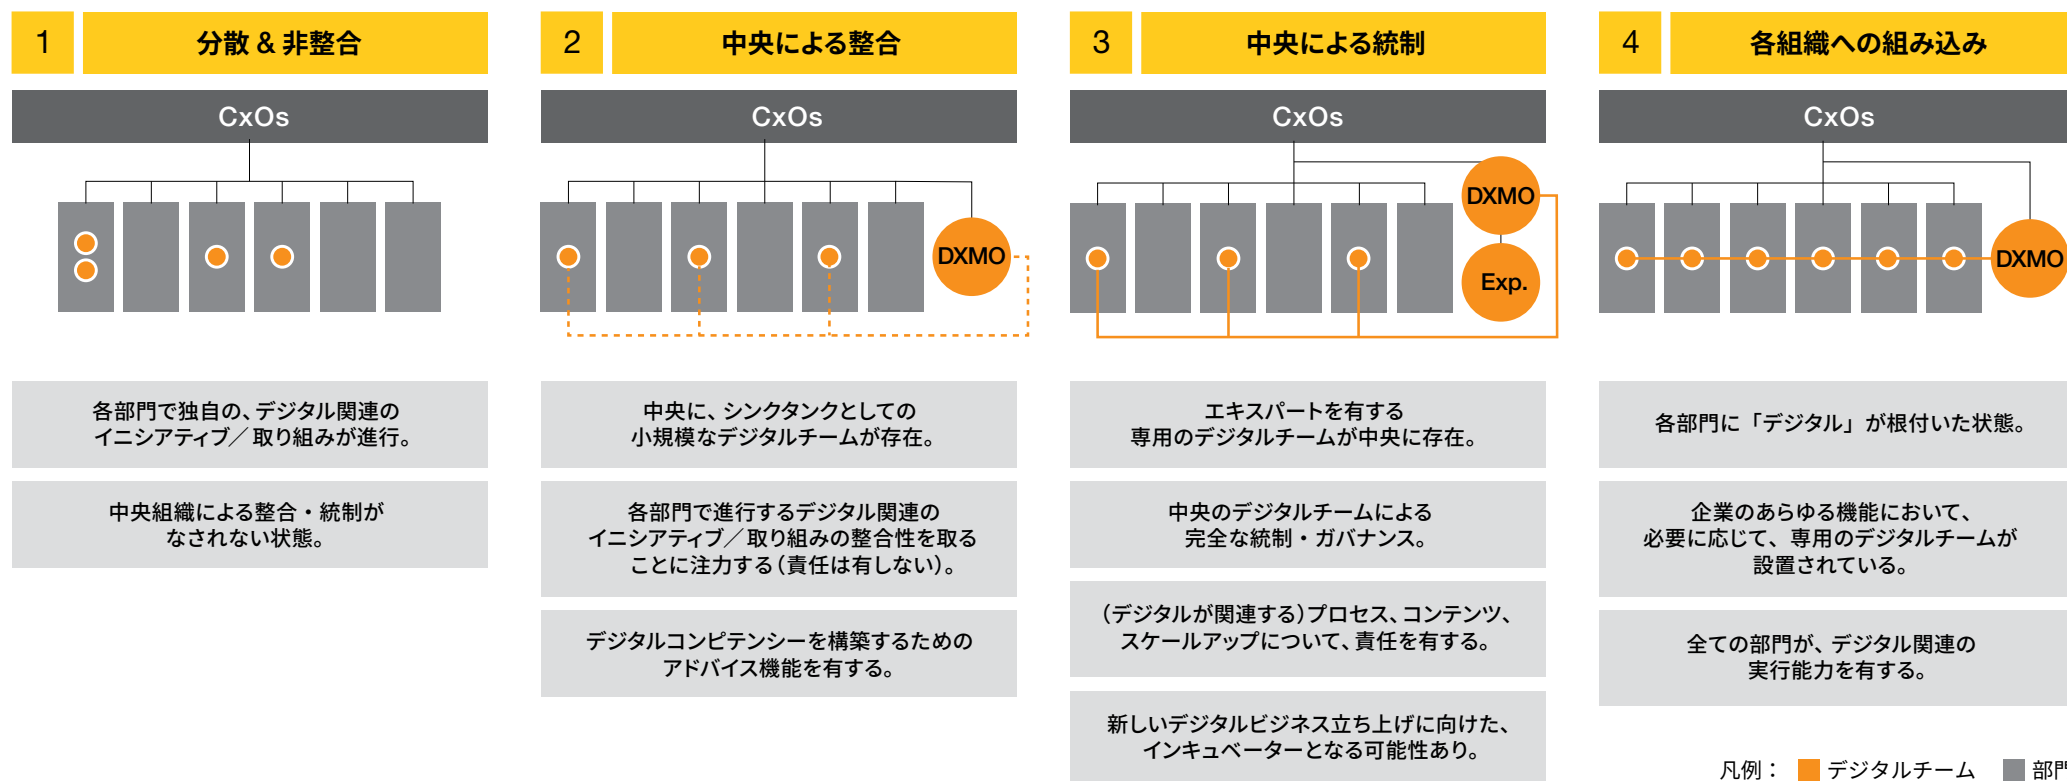 1
分散 & 非整合
CxOs
各部門で独自の、デジタル関連の
イニシアティブ／取り組みが進行。
中央組織による整合・統制が
なされない状態。
2
中央による整合
CxOs
DXMO
中央に、シンクタンクとしての
小規模なデジタルチームが存在。
各部門で進行するデジタル関連の
イニシアティブ／取り組みの整合性を取る
ことに注力する（責任は有しない）。
デジタルコンピテンシーを構築するための
アドバイス機能を有する。
3
中央による統制
CxOs
DXMO
Exp.
エキスパートを有する
専用のデジタルチームが中央に存在。
中央のデジタルチームによる
完全な統制・ガバナンス。
（デジタルが関連する）プロセス、コンテンツ、
スケールアップについて、責任を有する。
新しいデジタルビジネス立ち上げに向けた、
インキュベーターとなる可能性あり。
4
各組織への組み込み
CxOs
DXMO
各部門に「デジタル」が根付いた状態。
企業のあらゆる機能において、
必要に応じて、専用のデジタルチームが
設置されている。
全ての部門が、デジタル関連の
実行能力を有する。
凡例： デジタルチーム 部門